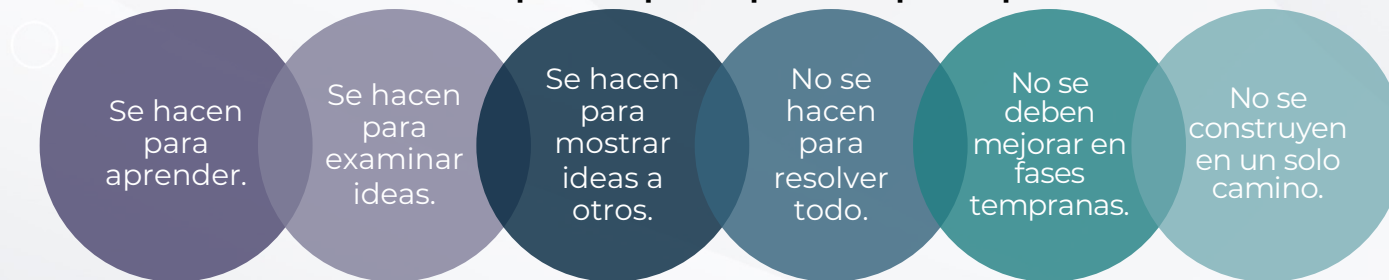 Se hacen
para
aprender.
Se hacen
para
examinar
ideas.
Se hacen
para
mostrar
ideas a
otros.
No se
hacen
para
resolver
todo.
No se
deben
mejorar en
fases
tempranas.
No se
construyen
en un solo
camino.